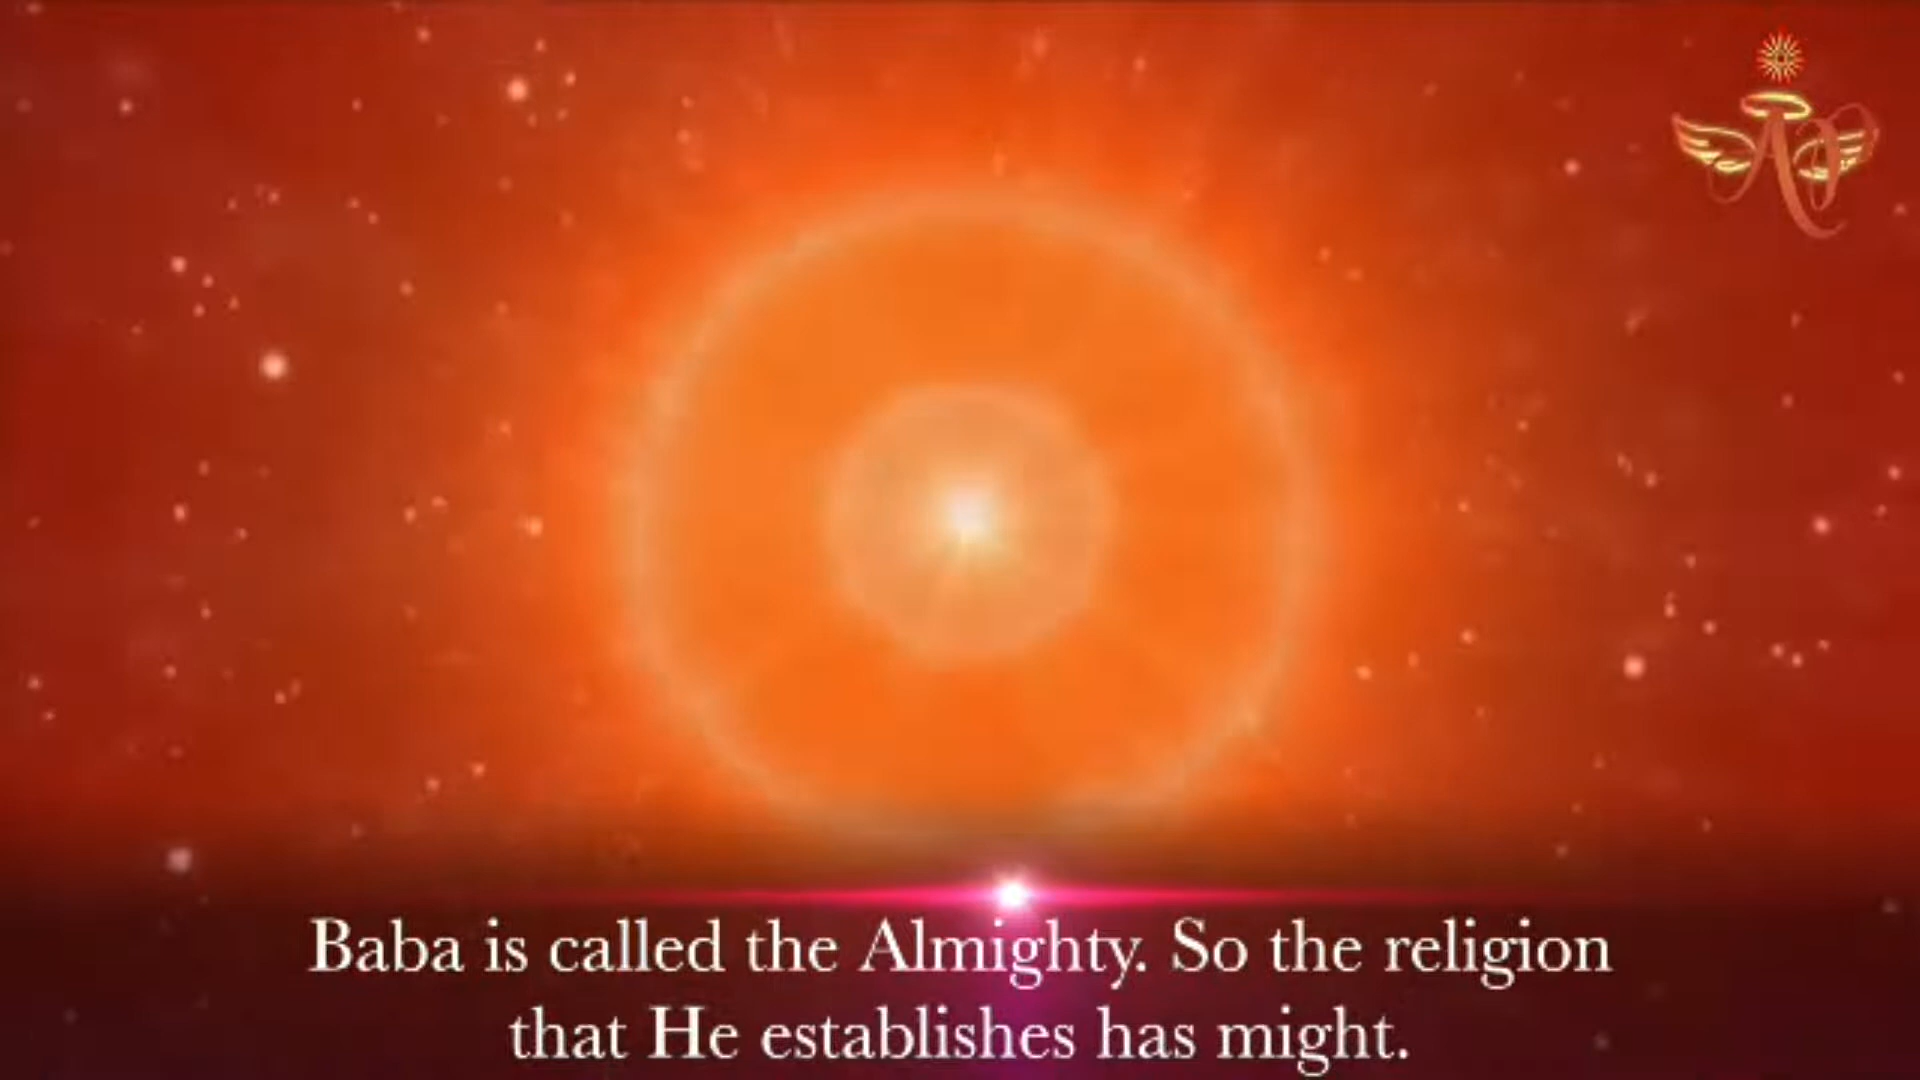 Baba is called the Almighty. So the religion
that He establishes has might.